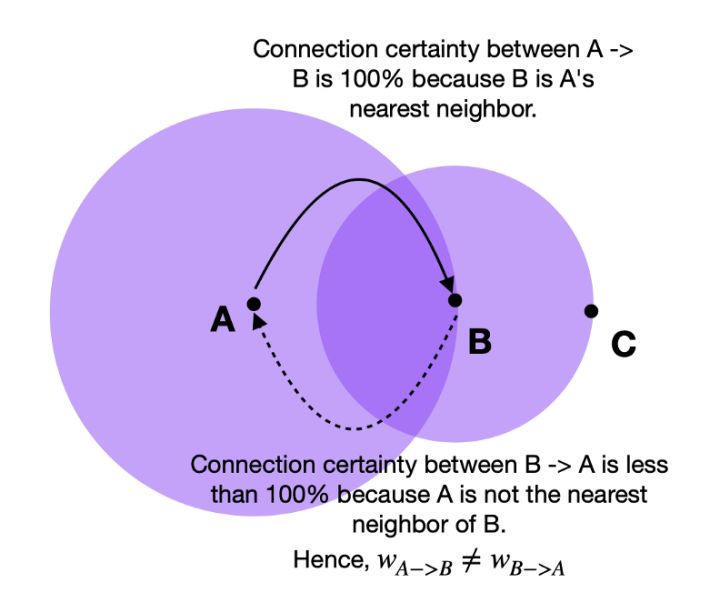 Connection certainty between A ->
B is 100% because B is A's
nearest neighbor.
A
B
C
Connection certainty between B -> A is less
than 100% because A is not the nearest
neighbor of B.
Hence, w_{A−>B} ≠ w_{B−>A}